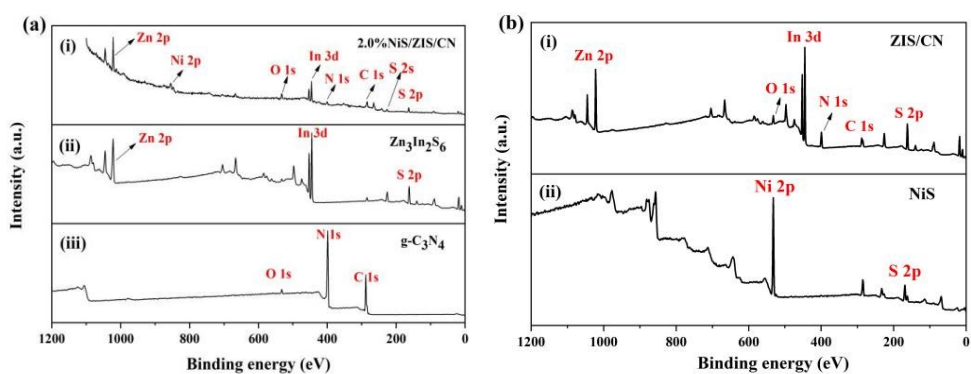 (a)
(i)
Zn 2p
2.0%NiS/ZIS/CN
Ni 2p
In 3d
O 1s
N 1s
C 1s
S 2s
S 2p
(ii)
Zn 2p
In 3d
Zn₃In₂S₆
S 2p
(iii)
g-C₃N₄
N 1s
O 1s
C 1s
Intensity (a.u.)
1200 1000 800 600 400 200 0
Binding energy (eV)
(b)
(i)
In 3d
ZIS/CN
Zn 2p
O 1s
N 1s
C 1s
S 2p
(ii)
Ni 2p
NiS
S 2p
Intensity (a.u.)
1200 1000 800 600 400 200 0
Binding energy (eV)